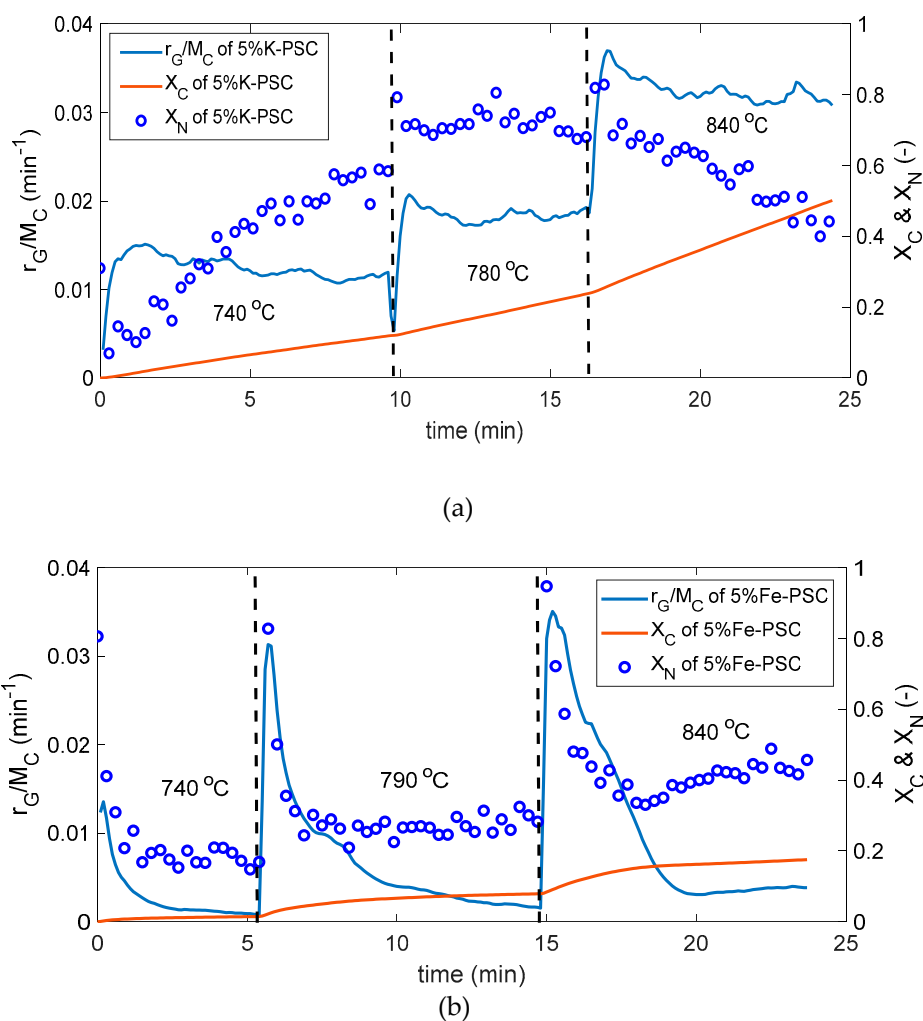 0.04
0.03
0.02
0.01
0
r_G/M_C (min⁻¹)
r_G/M_C of 5%K-PSC
X_C of 5%K-PSC
X_N of 5%K-PSC
740 °C
780 °C
840 °C
1
0.8
0.6
0.4
0.2
0
X_C & X_N (-)
0 5 10 15 20 25
time (min)
(a)
0.04
0.03
0.02
0.01
0
r_G/M_C (min⁻¹)
r_G/M_C of 5%Fe-PSC
X_C of 5%Fe-PSC
X_N of 5%Fe-PSC
740 °C
790 °C
840 °C
1
0.8
0.6
0.4
0.2
0
X_C & X_N (-)
0 5 10 15 20 25
time (min)
(b)